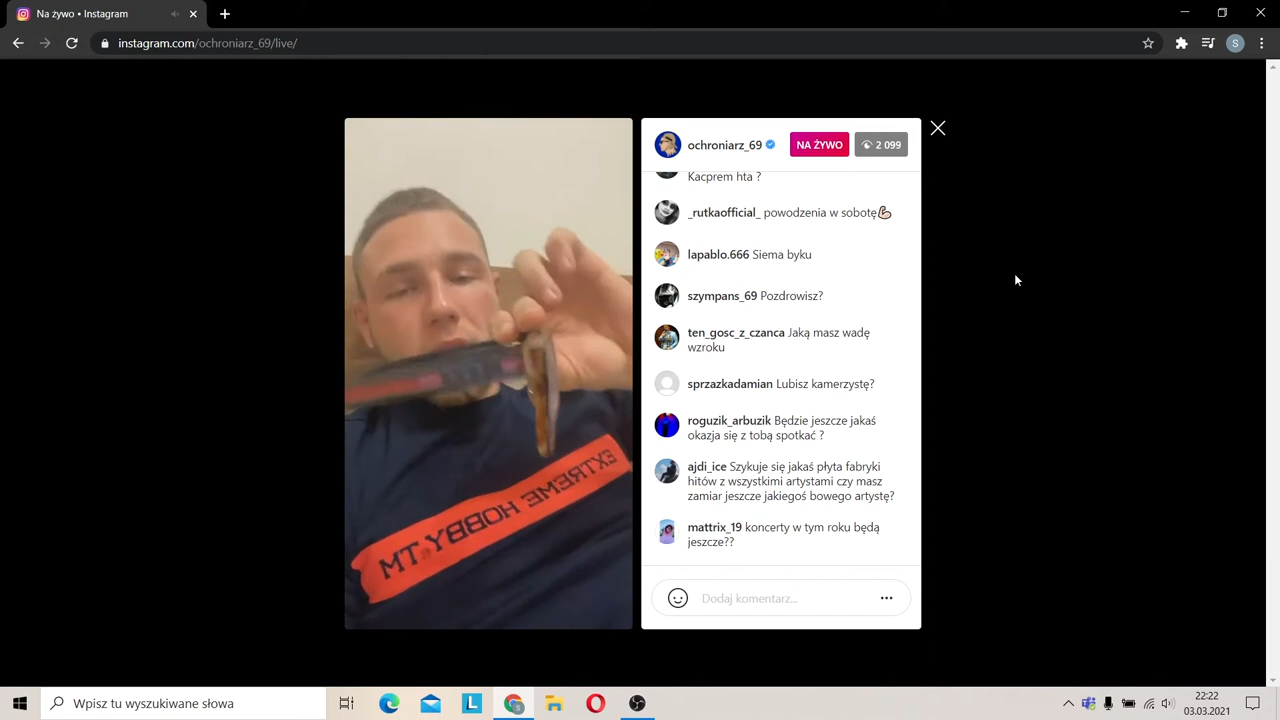 Na żywo • Instagram
instagram.com/ochroniarz_69/live/
S
EXTREME HOBBY TM
ochroniarz_69
NA ŻYWO
2 099
Kacprem hta ?
_rutkaofficial_ powodzenia w sobotę💪
lapablo.666 Siema byku
szympans_69 Pozdrowisz?
ten_gosc_z_czanca Jaką masz wadę
wzroku
sprzazkadamian Lubisz kamerzystę?
roguzik_arbuzik Będzie jeszcze jakaś
okazja się z tobą spotkać ?
ajdi_ice Szykuje się jakaś płyta fabryki
hitów z wszystkimi artystami czy masz
zamiar jeszcze jakiegoś bowego artystę?
mattrix_19 koncerty w tym roku będą
jeszcze??
Dodaj komentarz...
Wpisz tu wyszukiwane słowa
L
22:22
03.03.2021